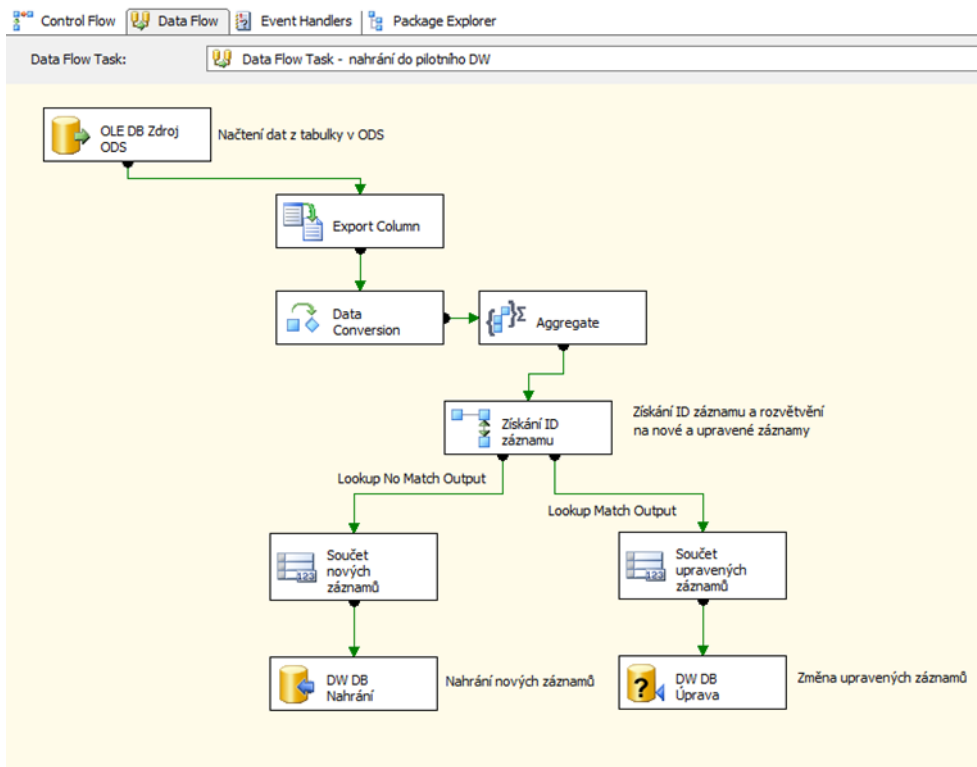 Control Flow
Data Flow
Event Handlers
Package Explorer
Data Flow Task:
Data Flow Task - nahrání do pilotního DW
OLE DB Zdroj
ODS
Načtení dat z tabulky v ODS
Export Column
Data
Conversion
Aggregate
Získání ID
záznamu
Získání ID záznamu a rozvětvění
na nové a upravené záznamy
Lookup No Match Output
Lookup Match Output
Součet
nových
záznamů
Součet
upravených
záznamů
DW DB
Nahrání
Nahrání nových záznamů
DW DB
Úprava
Změna upravených záznamů